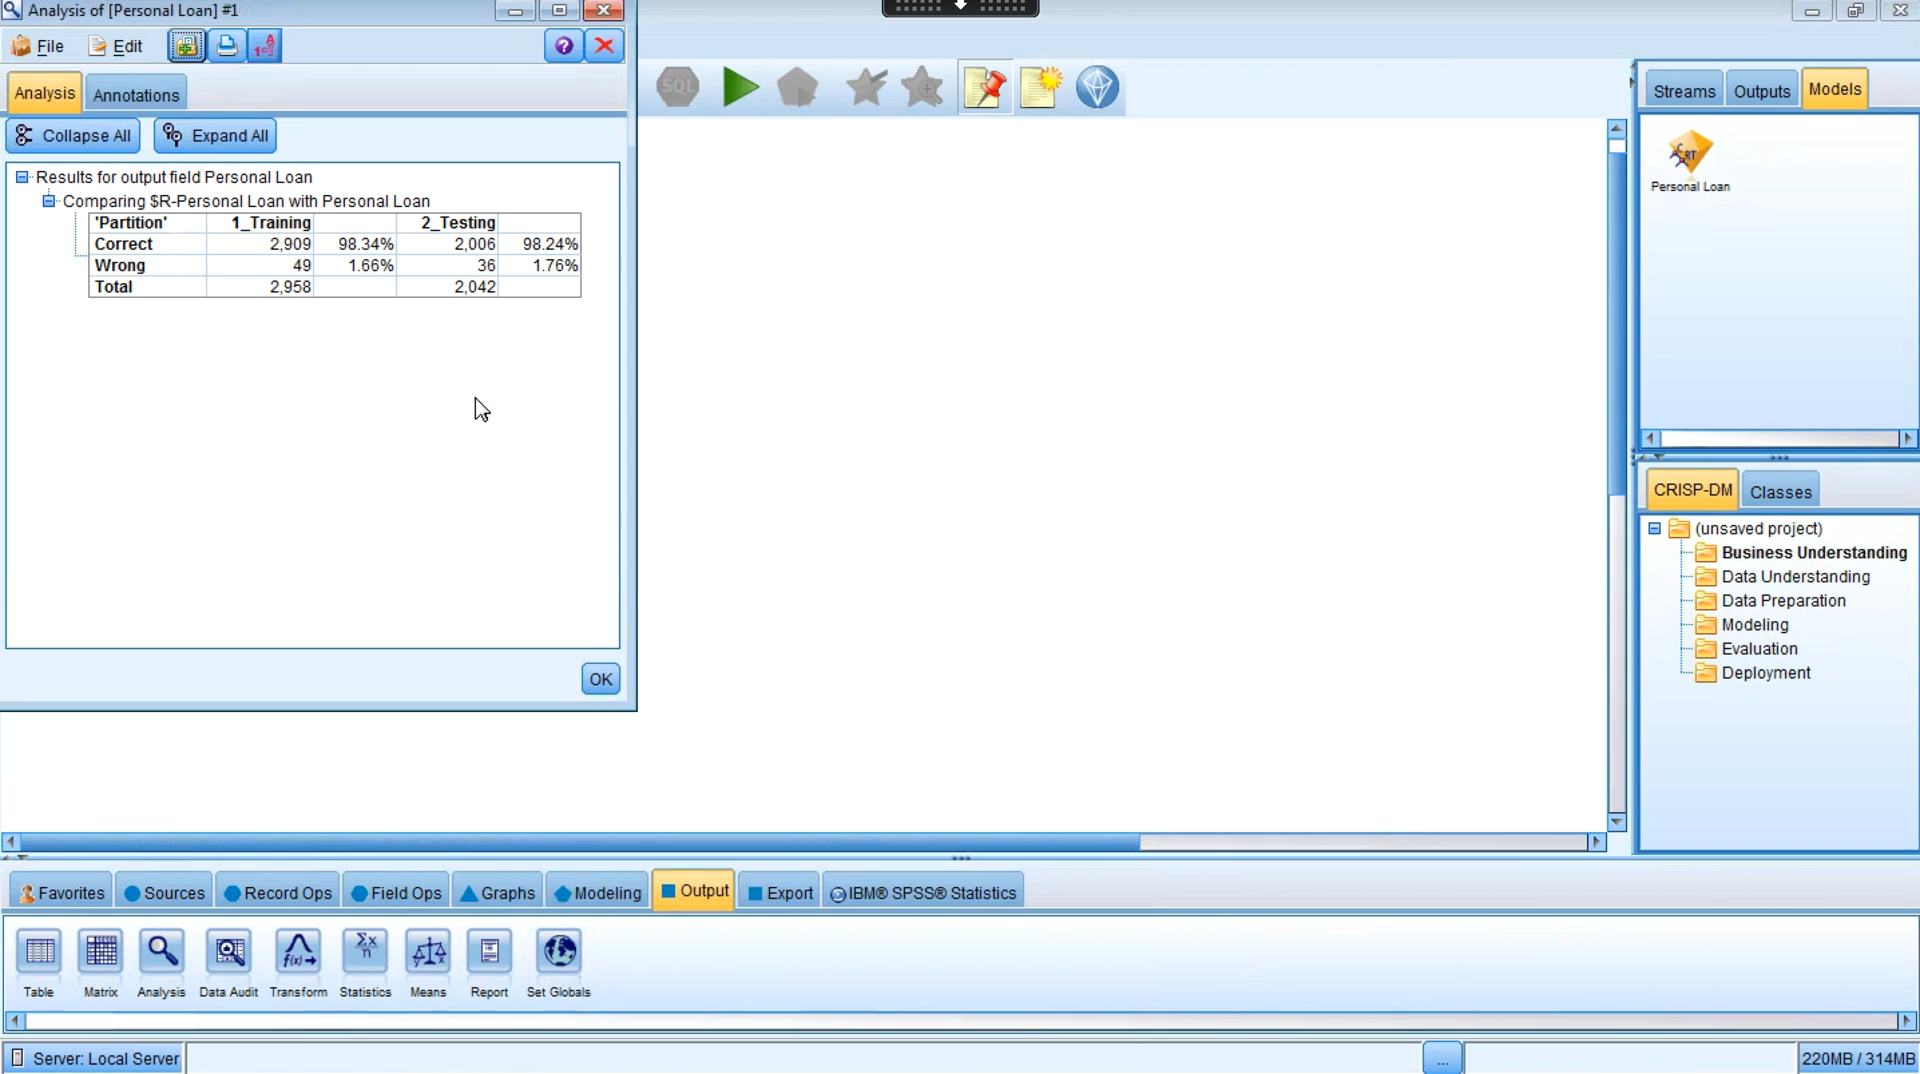 Analysis of [Personal Loan] #1
File Edit
Analysis Annotations
Collapse All Expand All
Results for output field Personal Loan
Comparing $R-Personal Loan with Personal Loan
'Partition' 1_Training 2_Testing
Correct 2,909 98.34% 2,006 98.24%
Wrong 49 1.66% 36 1.76%
Total 2,958 2,042
OK
SQL
Streams Outputs Models
CRT
Personal Loan
CRISP-DM Classes
(unsaved project)
Business Understanding
Data Understanding
Data Preparation
Modeling
Evaluation
Deployment
Favorites Sources Record Ops Field Ops Graphs Modeling Output Export IBM® SPSS® Statistics
f(x) Σx n
Table Matrix Analysis Data Audit Transform Statistics Means Report Set Globals
Server: Local Server ... 220MB / 314MB